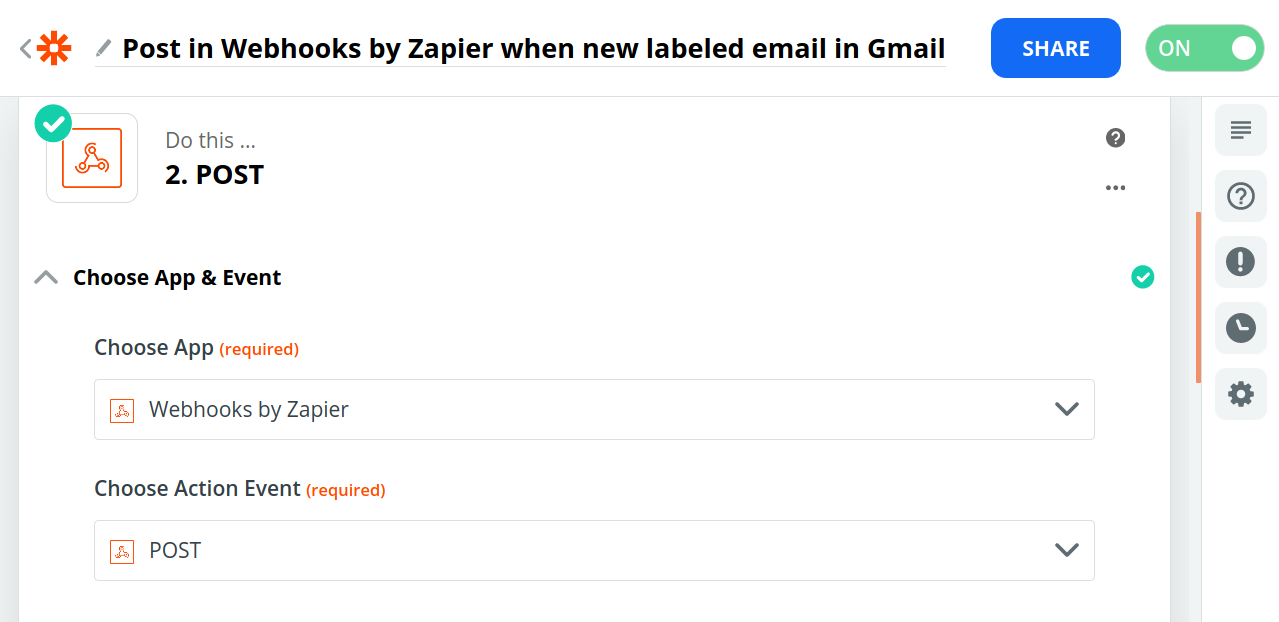 Post in Webhooks by Zapier when new labeled email in Gmail
SHARE
ON
Do this ...
2. POST
Choose App & Event
Choose App (required)
Webhooks by Zapier
Choose Action Event (required)
POST